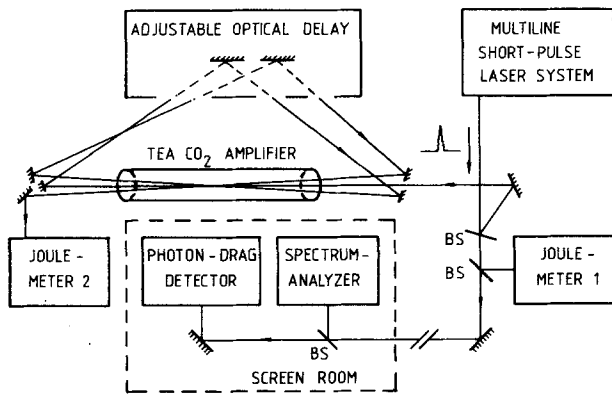 ADJUSTABLE OPTICAL DELAY
MULTILINE
SHORT-PULSE
LASER SYSTEM
TEA CO₂ AMPLIFIER
BS
BS
JOULE-
METER 2
PHOTON-DRAG
DETECTOR
SPECTRUM-
ANALYZER
JOULE-
METER 1
BS
SCREEN ROOM